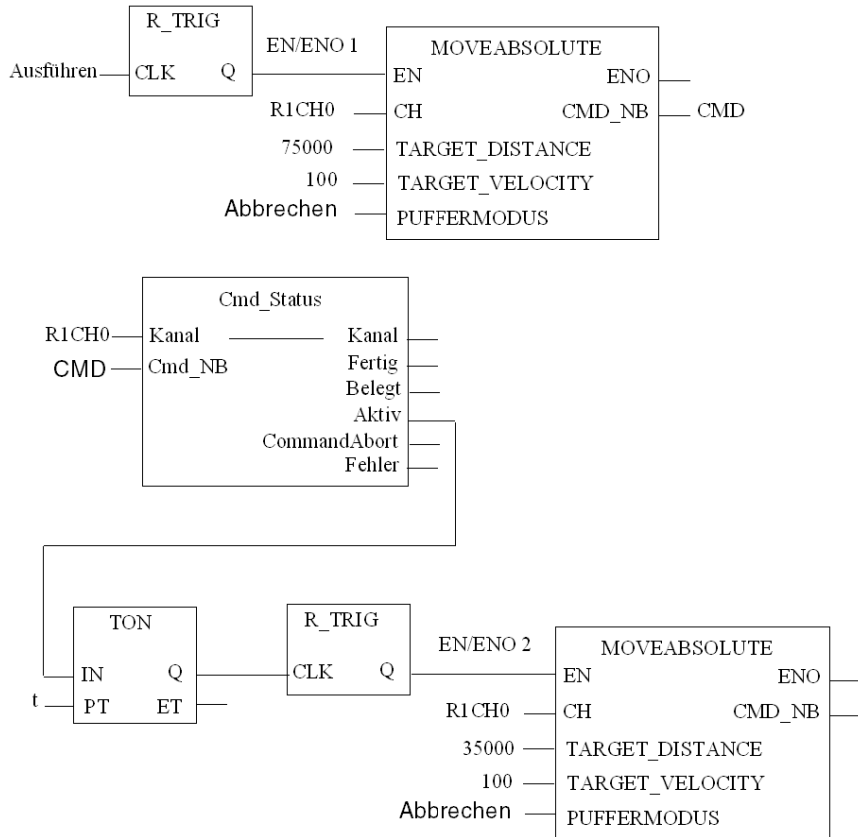 R_TRIG
EN/ENO 1
MOVEABSOLUTE
Ausführen CLK Q
EN ENO
R1CH0 CH CMD_NB CMD
75000 TARGET_DISTANCE
100 TARGET_VELOCITY
Abbrechen PUFFERMODUS
Cmd_Status
R1CH0 Kanal Kanal
CMD Cmd_NB Fertig
Belegt
Aktiv
CommandAbort
Fehler
TON
R_TRIG
EN/ENO 2
MOVEABSOLUTE
IN Q CLK Q EN ENO
t PT ET
R1CH0 CH CMD_NB
35000 TARGET_DISTANCE
100 TARGET_VELOCITY
Abbrechen PUFFERMODUS